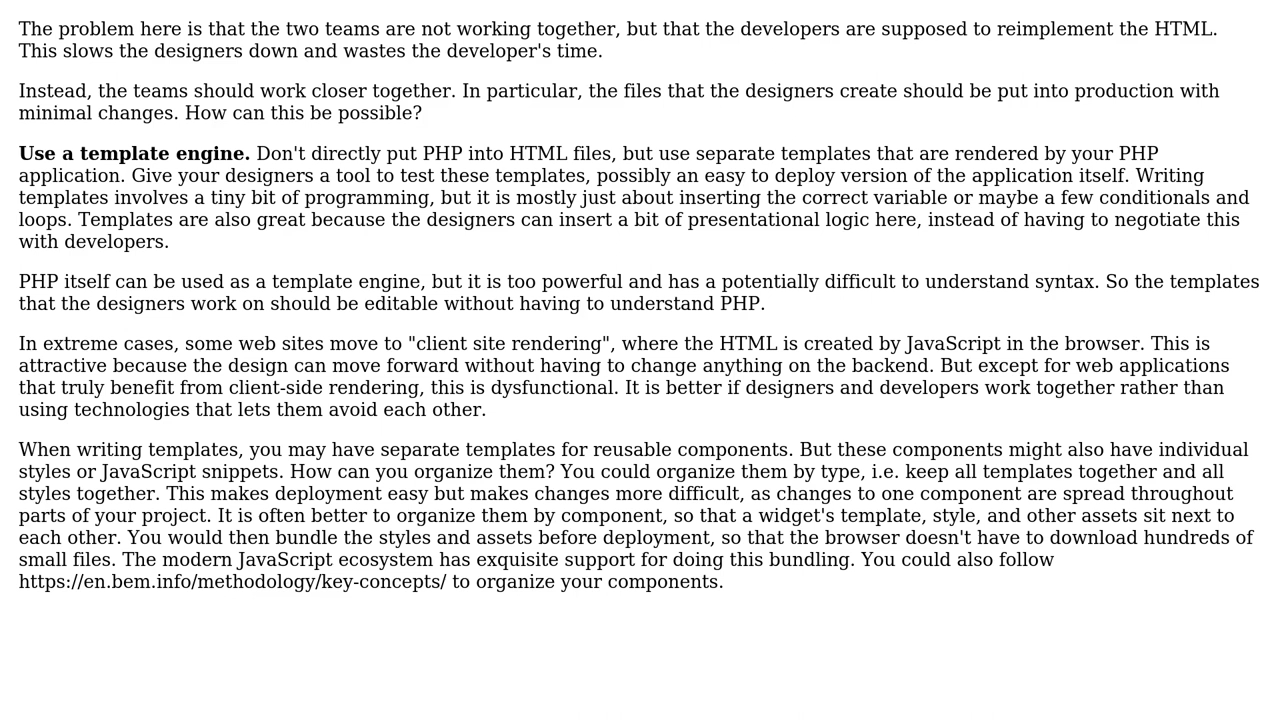 The problem here is that the two teams are not working together, but that the developers are supposed to reimplement the HTML.
This slows the designers down and wastes the developer's time.
Instead, the teams should work closer together. In particular, the files that the designers create should be put into production with
minimal changes. How can this be possible?
Use a template engine. Don't directly put PHP into HTML files, but use separate templates that are rendered by your PHP
application. Give your designers a tool to test these templates, possibly an easy to deploy version of the application itself. Writing
templates involves a tiny bit of programming, but it is mostly just about inserting the correct variable or maybe a few conditionals and
loops. Templates are also great because the designers can insert a bit of presentational logic here, instead of having to negotiate this
with developers.
PHP itself can be used as a template engine, but it is too powerful and has a potentially difficult to understand syntax. So the templates
that the designers work on should be editable without having to understand PHP.
In extreme cases, some web sites move to "client site rendering", where the HTML is created by JavaScript in the browser. This is
attractive because the design can move forward without having to change anything on the backend. But except for web applications
that truly benefit from client-side rendering, this is dysfunctional. It is better if designers and developers work together rather than
using technologies that lets them avoid each other.
When writing templates, you may have separate templates for reusable components. But these components might also have individual
styles or JavaScript snippets. How can you organize them? You could organize them by type, i.e. keep all templates together and all
styles together. This makes deployment easy but makes changes more difficult, as changes to one component are spread throughout
parts of your project. It is often better to organize them by component, so that a widget's template, style, and other assets sit next to
each other. You would then bundle the styles and assets before deployment, so that the browser doesn't have to download hundreds of
small files. The modern JavaScript ecosystem has exquisite support for doing this bundling. You could also follow
https://en.bem.info/methodology/key-concepts/ to organize your components.